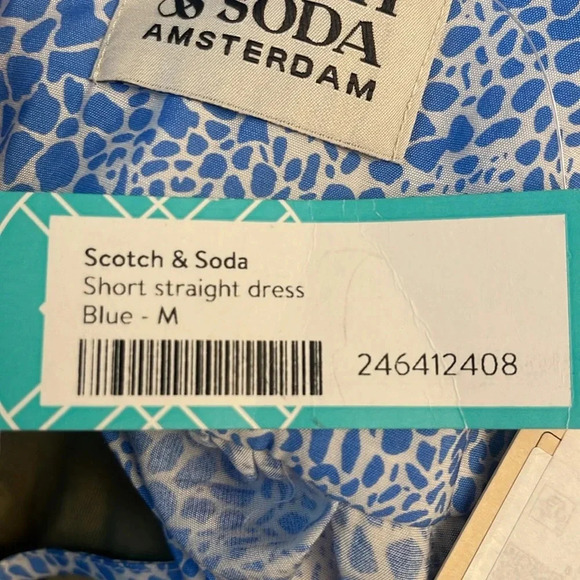 & SODA
AMSTERDAM
Scotch & Soda
Short straight dress
Blue - M
246412408